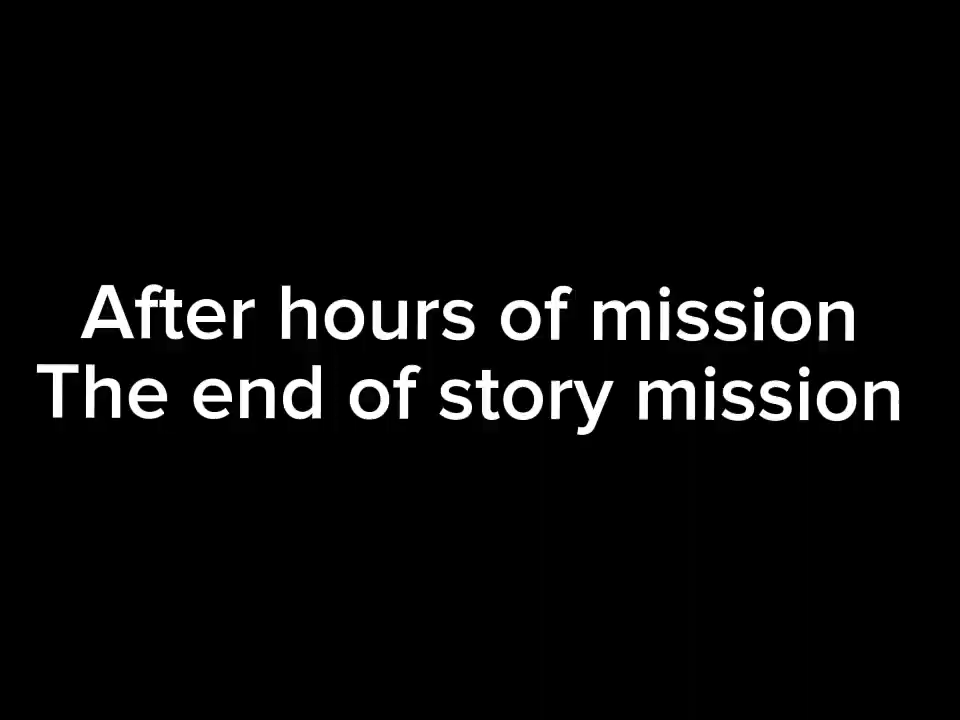 After hours of mission
The end of story mission